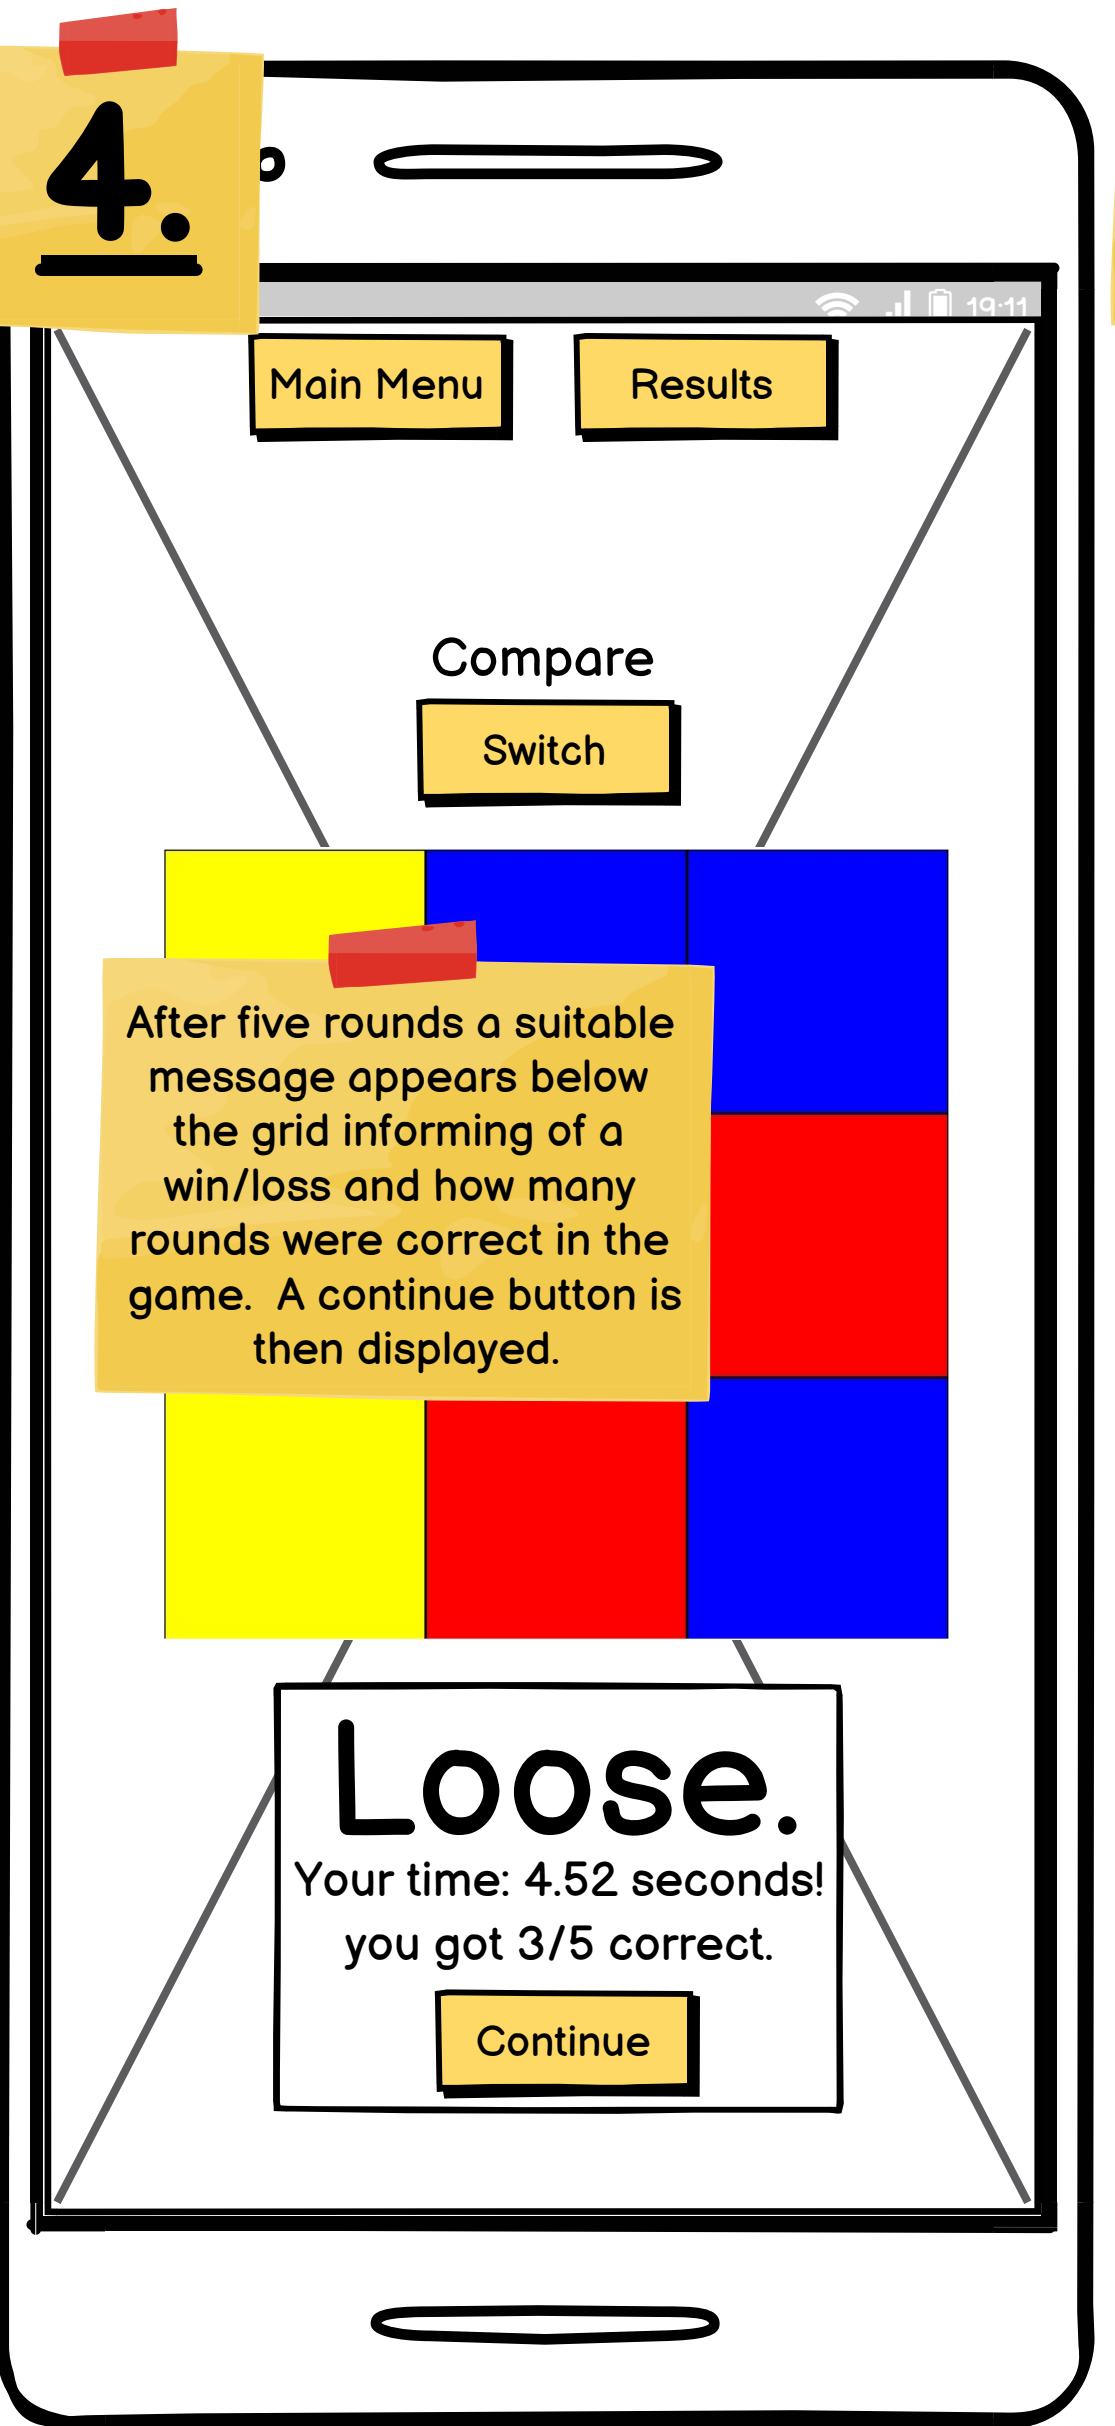 4.
19:11
Main Menu
Results
Compare
Switch
After five rounds a suitable
message appears below
the grid informing of a
win/loss and how many
rounds were correct in the
game.  A continue button is
then displayed.
Loose.
Your time: 4.52 seconds!
you got 3/5 correct.
Continue